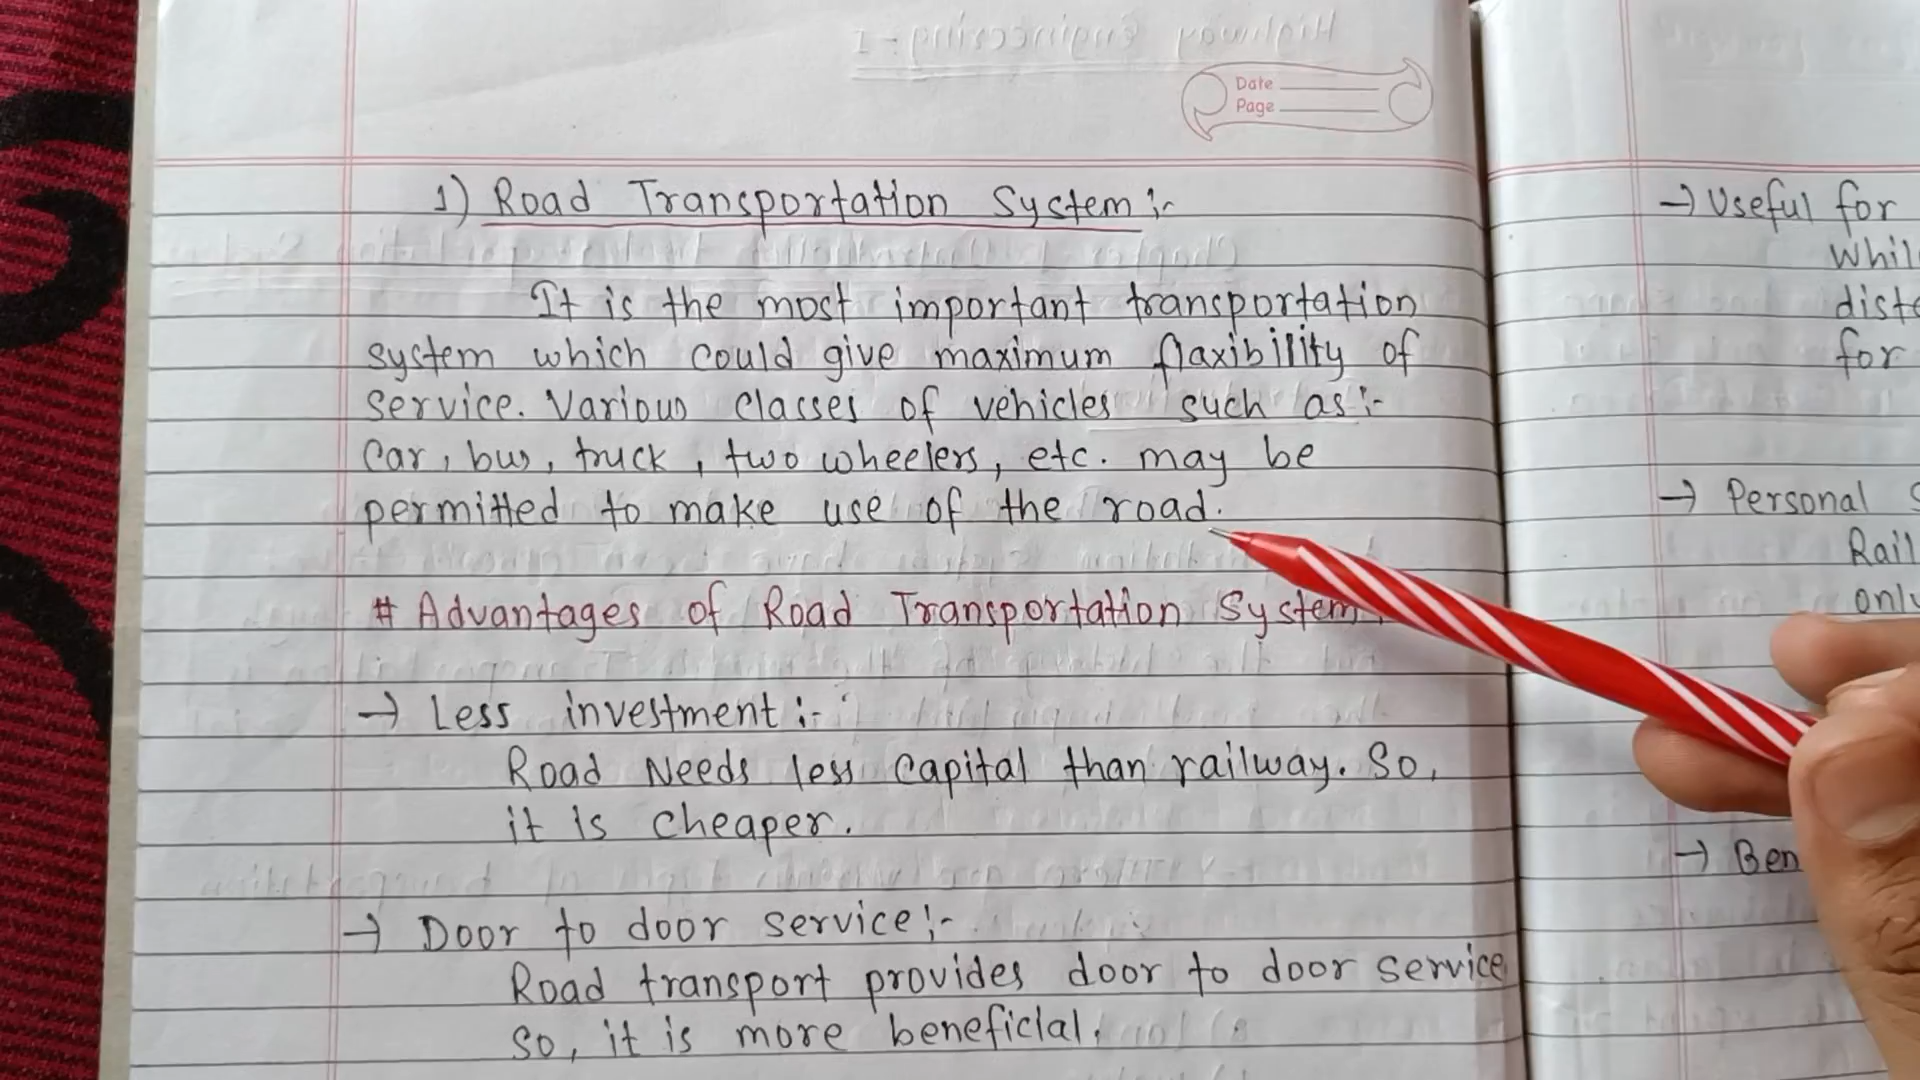 Date
Page
1) Road Transportation System :-
It is the most important transportation
system which could give maximum flaxibility of
service. Various classes of vehicles such as :-
Car, bus, truck, two wheelers, etc. may be
permitted to make use of the road.
# Advantages of Road Transportation System
→ Less investment :-
Road Needs less capital than railway. So,
it is cheaper.
→ Door to door service :-
Road transport provides door to door service
so, it is more beneficial.
→ Useful for
for
→ Personal
only